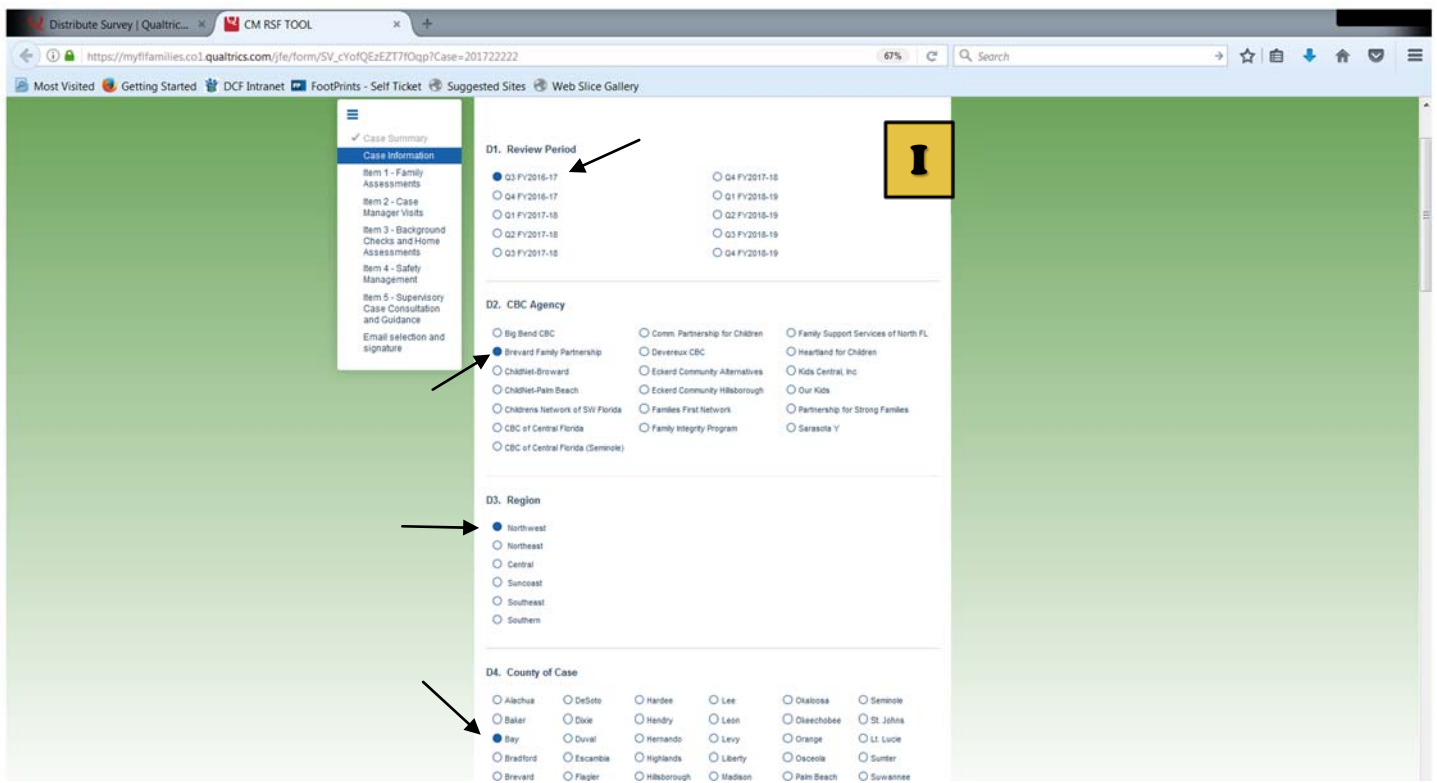 Distribute Survey | Qualtric... × CM RSF TOOL × +
https://myflfamilies.co1.qualtrics.com/jfe/form/SV_cYofQEzEZT7fOqp?Case=201722222 67% Search
Most Visited Getting Started DCF Intranet FootPrints - Self Ticket Suggested Sites Web Slice Gallery
Case Summary
Case Information
Item 1 - Family
Assessments
Item 2 - Case
Manager Visits
Item 3 - Background
Checks and Home
Assessments
Item 4 - Safety
Management
Item 5 - Supervisory
Case Consultation
and Guidance
Email selection and
signature
I
D1. Review Period
Q3 FY2016-17 Q4 FY2017-18
Q4 FY2016-17 Q1 FY2018-19
Q1 FY2017-18 Q2 FY2018-19
Q2 FY2017-18 Q3 FY2018-19
Q3 FY2017-18 Q4 FY2018-19
D2. CBC Agency
Big Bend CBC Comm. Partnership for Children Family Support Services of North FL
Brevard Family Partnership Devereux CBC Heartland for Children
ChildNet-Broward Eckerd Community Alternatives Kids Central, Inc
ChildNet-Palm Beach Eckerd Community Hillsborough Our Kids
Childrens Network of SW Florida Families First Network Partnership for Strong Families
CBC of Central Florida Family Integrity Program Sarasota Y
CBC of Central Florida (Seminole)
D3. Region
Northwest
Northeast
Central
Suncoast
Southeast
Southern
D4. County of Case
Alachua DeSoto Hardee Lee Okaloosa Seminole
Baker Dixie Hendry Leon Okeechobee St. Johns
Bay Duval Hernando Levy Orange Lt. Lucie
Bradford Escambia Highlands Liberty Osceola Sumter
Brevard Flagler Hillsborough Madison Palm Beach Suwannee